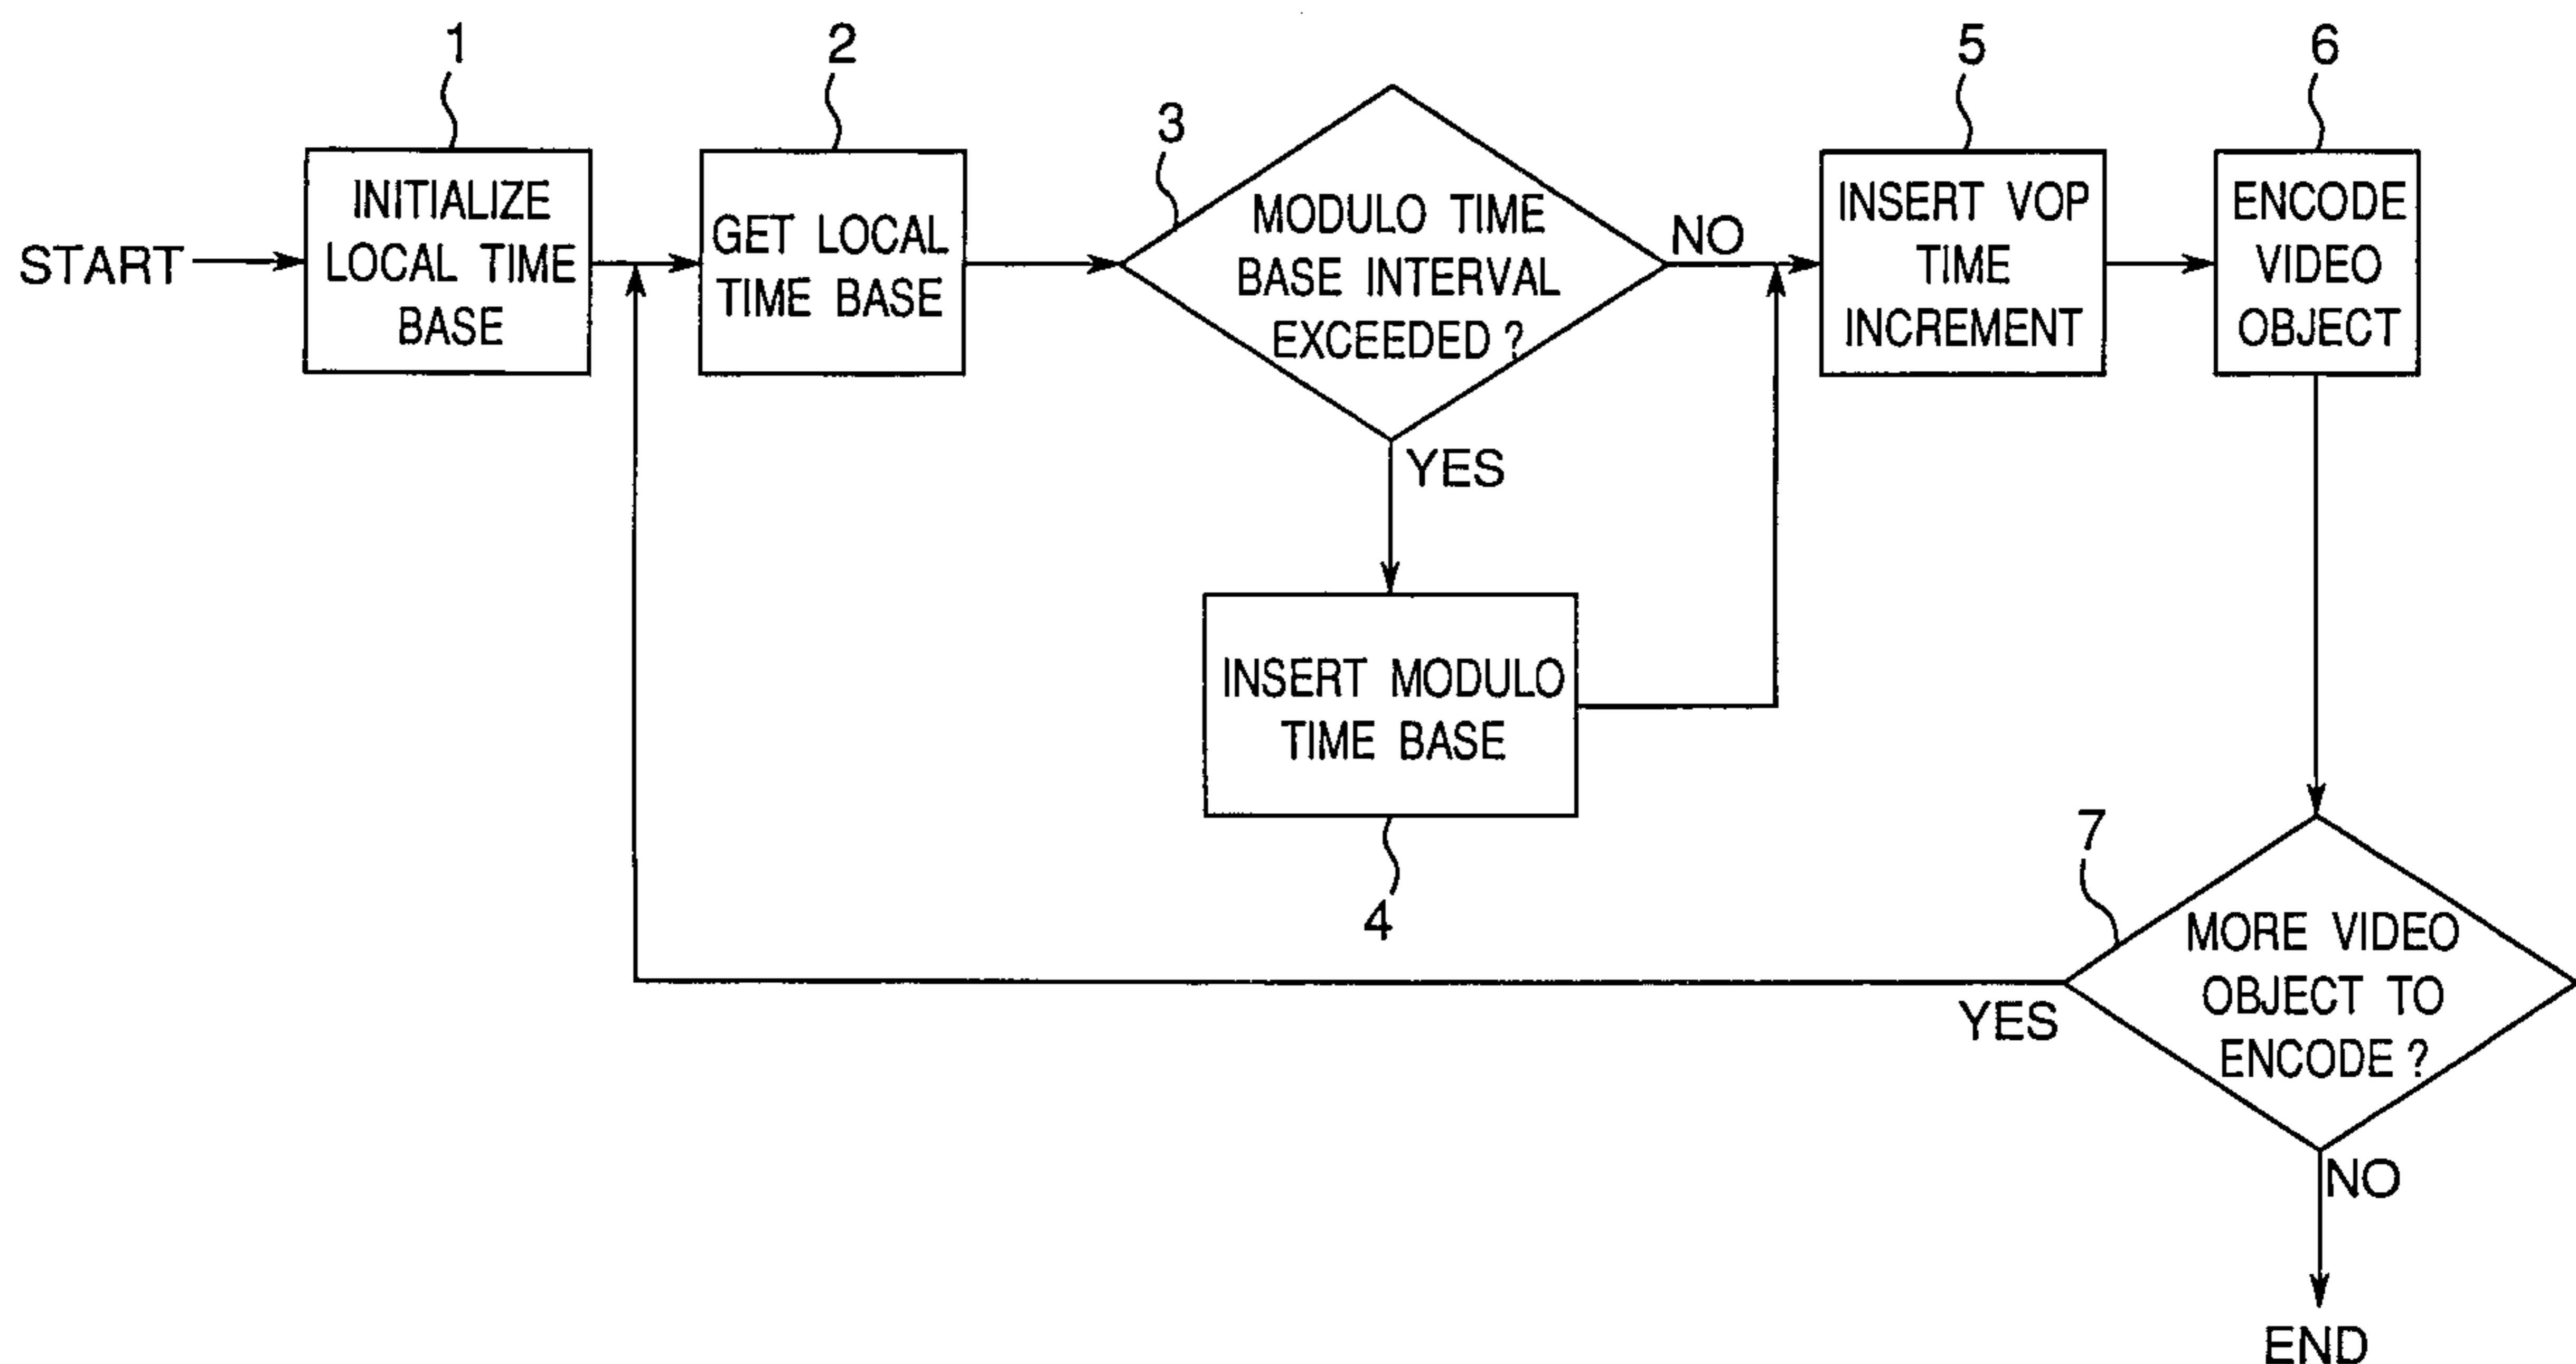 START
1
INITIALIZE
LOCAL TIME
BASE
2
GET LOCAL
TIME BASE
3
MODULO TIME
BASE INTERVAL
EXCEEDED ?
NO
YES
4
INSERT MODULO
TIME BASE
5
INSERT VOP
TIME
INCREMENT
6
ENCODE
VIDEO
OBJECT
7
MORE VIDEO
OBJECT TO
ENCODE ?
YES
NO
END